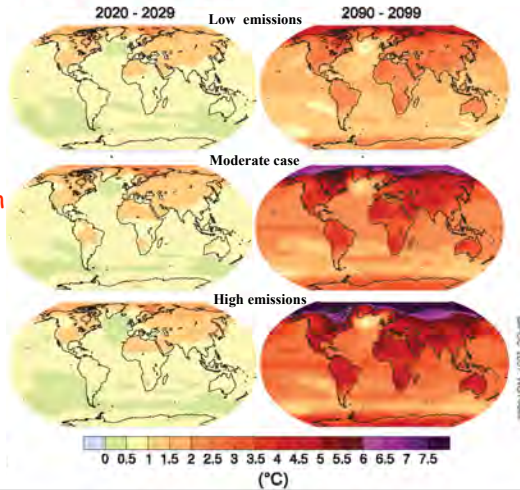 2020 - 2029
2090 - 2099
Low emissions
Moderate case
n
High emissions
0 0.5 1 1.5 2 2.5 3 3.5 4 4.5 5 5.5 6 6.5 7 7.5
(°C)